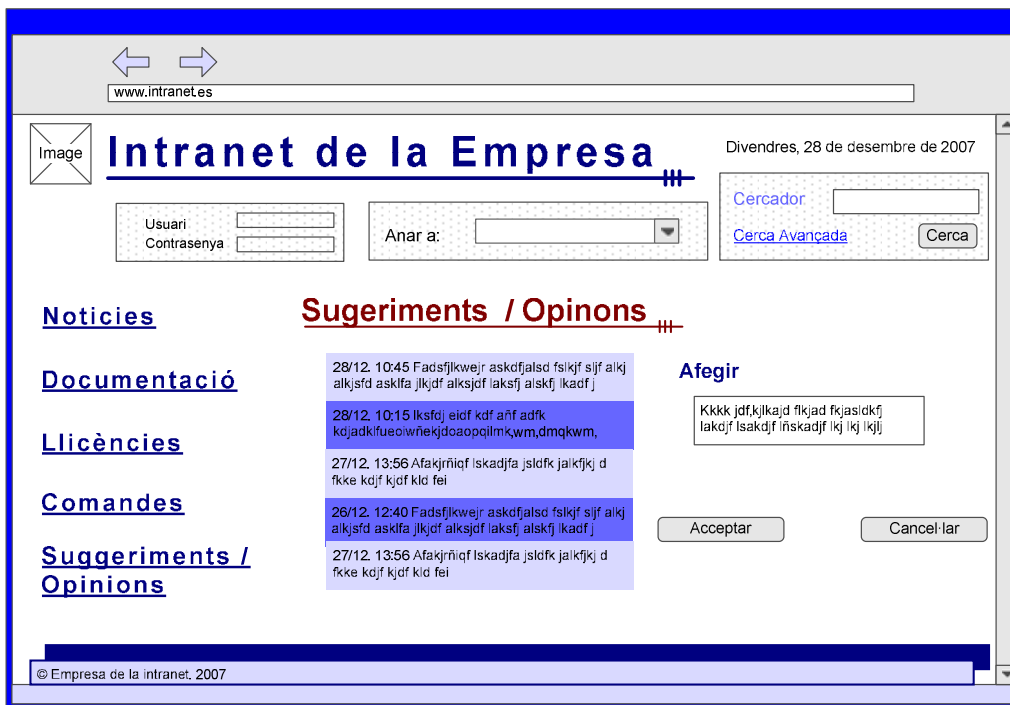 www.intranet.es
Image
Intranet de la Empresa
Divendres, 28 de desembre de 2007
Usuari
Contrasenya
Anar a:
Cercador
Cerca Avançada
Cerca
Noticies
Documentació
Llicències
Comandes
Suggeriments /
Opinions
Sugeriments / Opinons
28/12. 10:45 Fadsfjlkwejr askdfjalsd fslkjf sljf alkj
alkjsfd asklfa jlkjdf alksjdf laksfj alskfj lkadf j
28/12. 10:15 lksfdj eidf kdf añf adfk
kdjadklfueoiwñekjdoaopqilmk,wm,dmqkwm,
27/12. 13:56 Afakjrñiqf lskadjfa jsldfk jalkfjkj d
fkke kdjf kjdf kld fei
26/12. 12:40 Fadsfjlkwejr askdfjalsd fslkjf sljf alkj
alkjsfd asklfa jlkjdf alksjdf laksfj alskfj lkadf j
27/12. 13:56 Afakjrñiqf lskadjfa jsldfk jalkfjkj d
fkke kdjf kjdf kld fei
Afegir
Kkkk jdf,kjlkajd flkjad fkjasldkfj
lakdjf lsakdjf lñskadjf lkj lkj lkjlj
Acceptar
Cancel·lar
© Empresa de la intranet. 2007